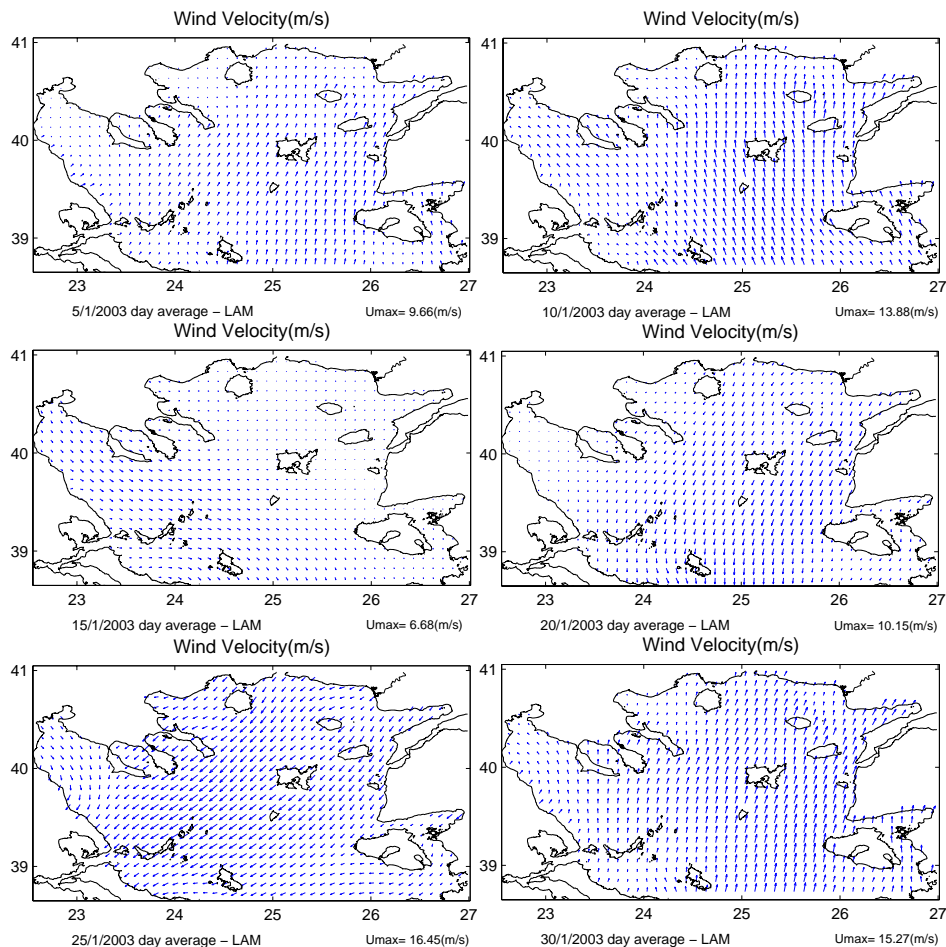 Wind Velocity(m/s)
41
40
39
23 24 25 26 27
5/1/2003 day average – LAM Umax= 9.66(m/s)
Wind Velocity(m/s)
41
40
39
23 24 25 26 27
10/1/2003 day average – LAM Umax= 13.88(m/s)
Wind Velocity(m/s)
41
40
39
23 24 25 26 27
15/1/2003 day average – LAM Umax= 6.68(m/s)
Wind Velocity(m/s)
41
40
39
23 24 25 26 27
20/1/2003 day average – LAM Umax= 10.15(m/s)
Wind Velocity(m/s)
41
40
39
23 24 25 26 27
25/1/2003 day average – LAM Umax= 16.45(m/s)
Wind Velocity(m/s)
41
40
39
23 24 25 26 27
30/1/2003 day average – LAM Umax= 15.27(m/s)